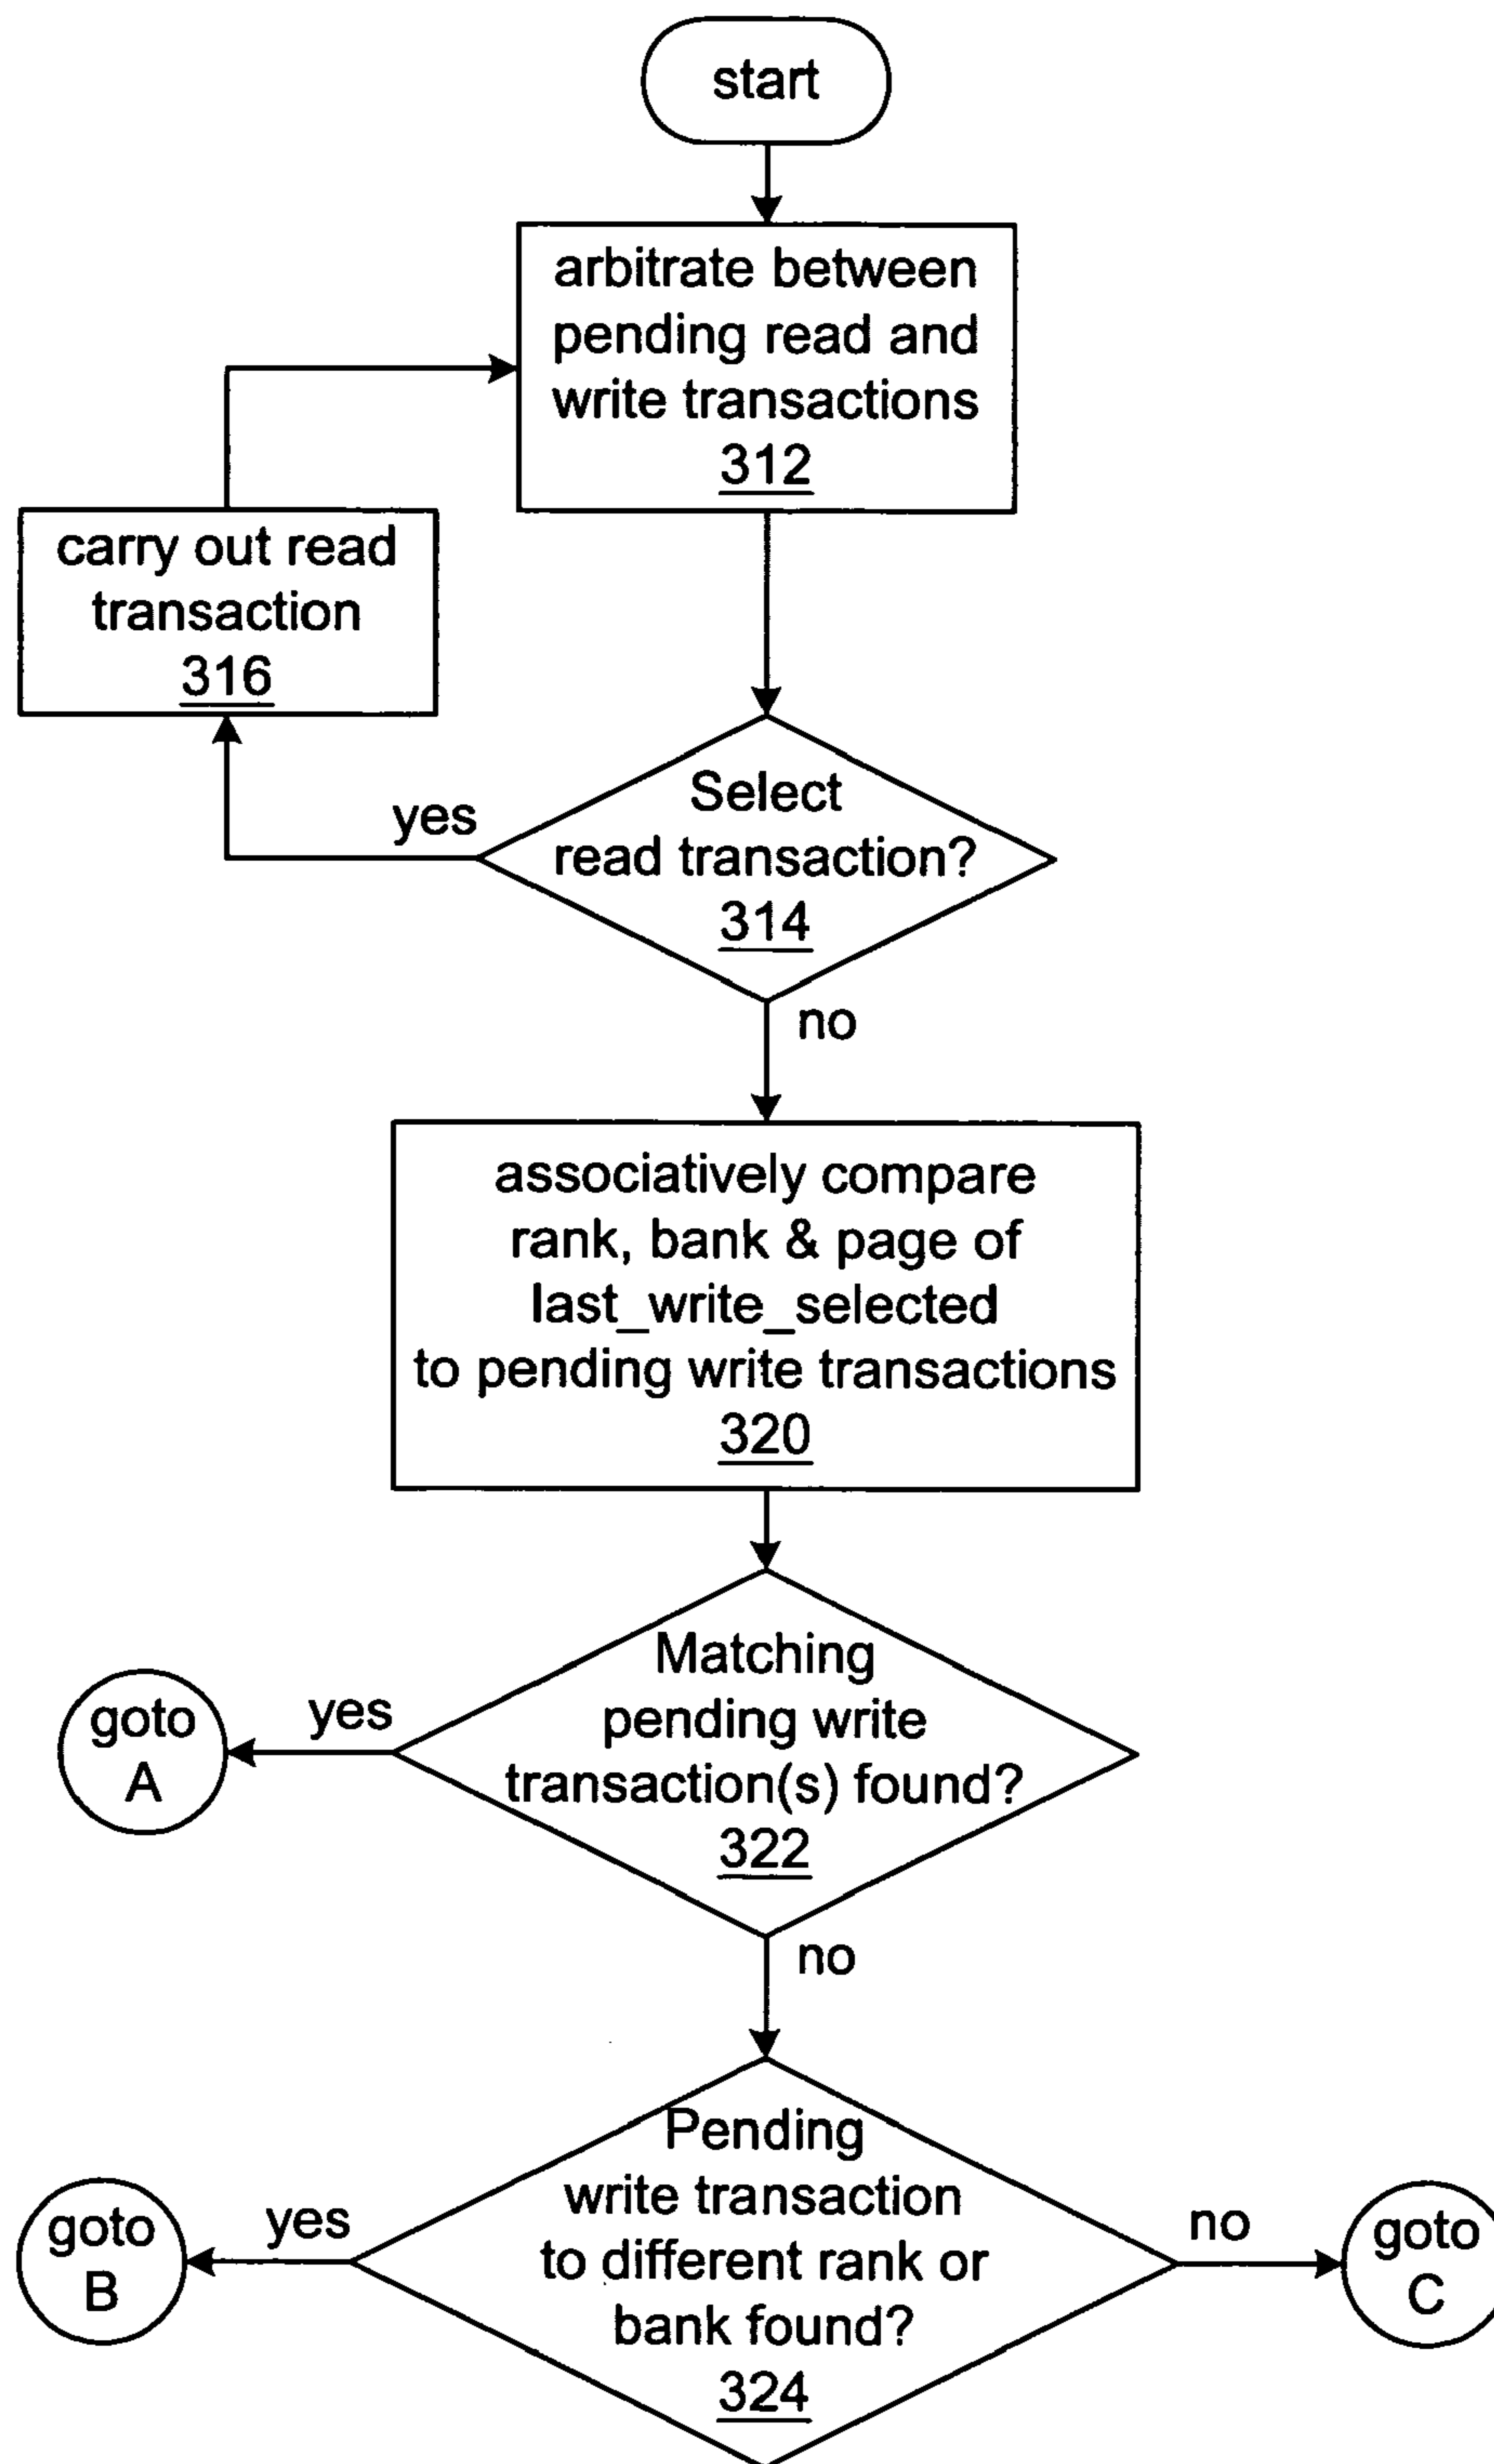 start
arbitrate between
pending read and
write transactions
312
carry out read
transaction
316
yes
Select
read transaction?
314
no
associatively compare
rank, bank & page of
last_write_selected
to pending write transactions
320
goto
A
yes
Matching
pending write
transaction(s) found?
322
no
goto
B
yes
Pending
write transaction
to different rank or
bank found?
324
no
goto
C